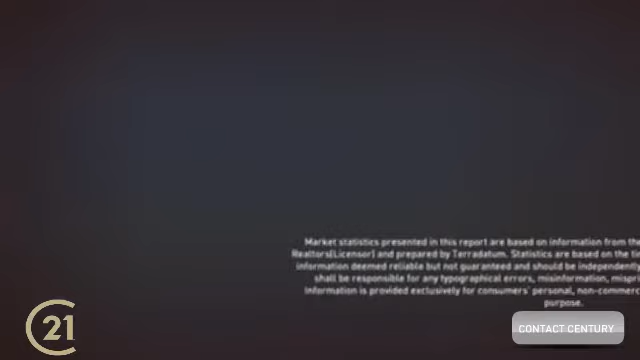 Market statistics presented in this report are based on information from the
Realtors(Licensor) and prepared by Terradatum. Statistics are based on the
information deemed reliable but not guaranteed and should be independently
shall be responsible for any typographical errors, misinformation,
Information is provided exclusively for consumers' personal,
purpose.
C21
CONTACT CENTURY